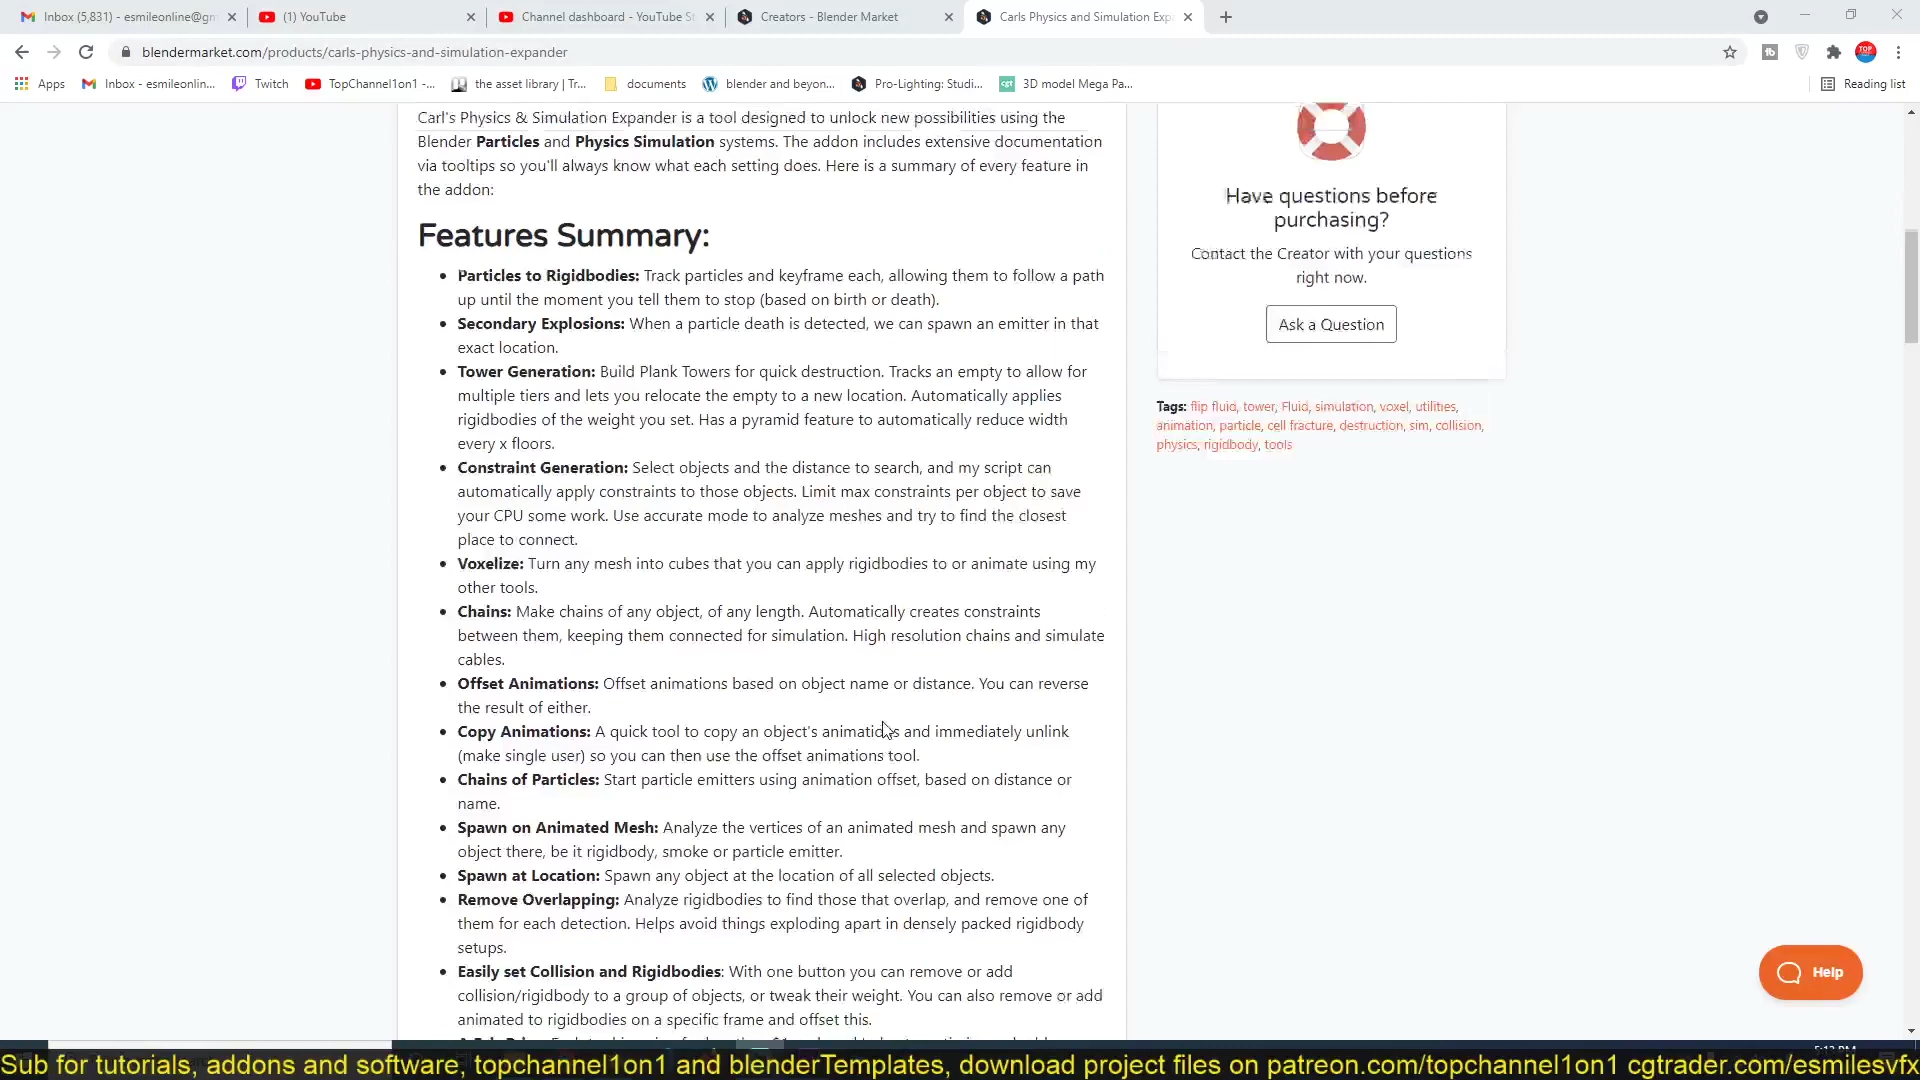 Inbox (5,831) - esmileonline@gm
(1) YouTube
Channel dashboard - YouTube St
Creators - Blender Market
Carls Physics and Simulation Exp
blendermarket.com/products/carls-physics-and-simulation-expander
Apps
Inbox - esmileonlin...
Twitch
TopChannel1on1 -...
the asset library | Tr...
documents
blender and beyon...
Pro-Lighting: Studi...
3D model Mega Pa...
Reading list
Carl's Physics & Simulation Expander is a tool designed to unlock new possibilities using the
Blender Particles and Physics Simulation systems. The addon includes extensive documentation
via tooltips so you'll always know what each setting does. Here is a summary of every feature in
the addon:
Features Summary:
• Particles to Rigidbodies: Track particles and keyframe each, allowing them to follow a path
up until the moment you tell them to stop (based on birth or death).
• Secondary Explosions: When a particle death is detected, we can spawn an emitter in that
exact location.
• Tower Generation: Build Plank Towers for quick destruction. Tracks an empty to allow for
multiple tiers and lets you relocate the empty to a new location. Automatically applies
rigidbodies of the weight you set. Has a pyramid feature to automatically reduce width
every x floors.
• Constraint Generation: Select objects and the distance to search, and my script can
automatically apply constraints to those objects. Limit max constraints per object to save
your CPU some work. Use accurate mode to analyze meshes and try to find the closest
place to connect.
• Voxelize: Turn any mesh into cubes that you can apply rigidbodies to or animate using my
other tools.
• Chains: Make chains of any object, of any length. Automatically creates constraints
between them, keeping them connected for simulation. High resolution chains and simulate
cables.
• Offset Animations: Offset animations based on object name or distance. You can reverse
the result of either.
• Copy Animations: A quick tool to copy an object's animations and immediately unlink
(make single user) so you can then use the offset animations tool.
• Chains of Particles: Start particle emitters using animation offset, based on distance or
name.
• Spawn on Animated Mesh: Analyze the vertices of an animated mesh and spawn any
object there, be it rigidbody, smoke or particle emitter.
• Spawn at Location: Spawn any object at the location of all selected objects.
• Remove Overlapping: Analyze rigidbodies to find those that overlap, and remove one of
them for each detection. Helps avoid things exploding apart in densely packed rigidbody
setups.
• Easily set Collision and Rigidbodies: With one button you can remove or add
collision/rigidbody to a group of objects, or tweak their weight. You can also remove or add
animated to rigidbodies on a specific frame and offset this.
Have questions before
purchasing?
Contact the Creator with your questions
right now.
Ask a Question
Tags: flip fluid, tower, Fluid, simulation, voxel, utilities,
animation, particle, cell fracture, destruction, sim, collision,
physics, rigidbody, tools
Help
Sub for tutorials, addons and software, topchannel1on1 and blenderTemplates, download project files on patreon.com/topchannel1on1 cgtrader.com/esmilesvfx